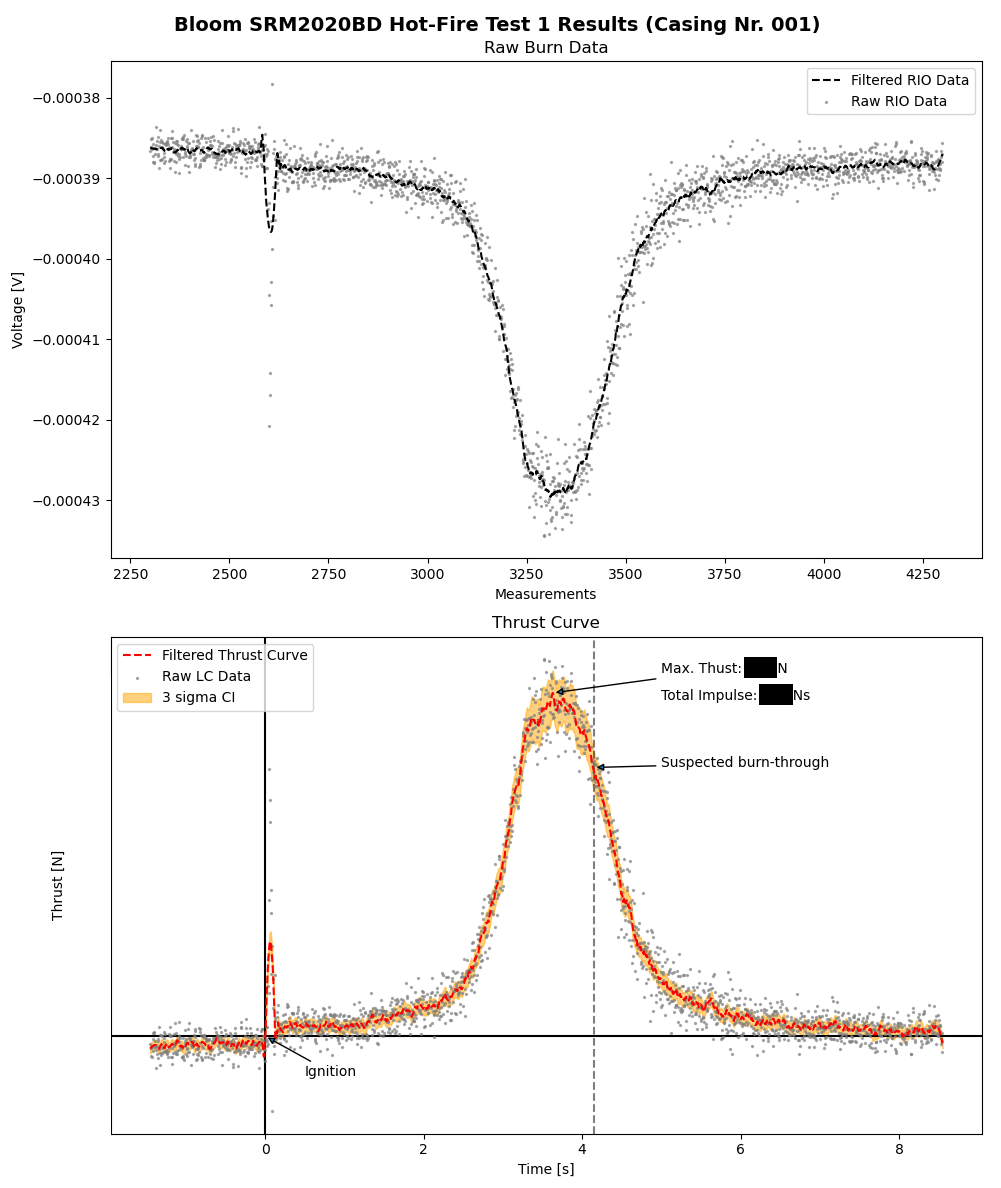 Bloom SRM2020BD Hot-Fire Test 1 Results (Casing Nr. 001)
Raw Burn Data
Filtered RIO Data
Raw RIO Data
−0.00038
−0.00039
−0.00040
−0.00041
−0.00042
−0.00043
Voltage [V]
2250 2500 2750 3000 3250 3500 3750 4000 4250
Measurements
Thrust Curve
Filtered Thrust Curve
Raw LC Data
3 sigma CI
Max. Thust: N
Total Impulse: Ns
Suspected burn-through
Ignition
Thrust [N]
0 2 4 6 8
Time [s]